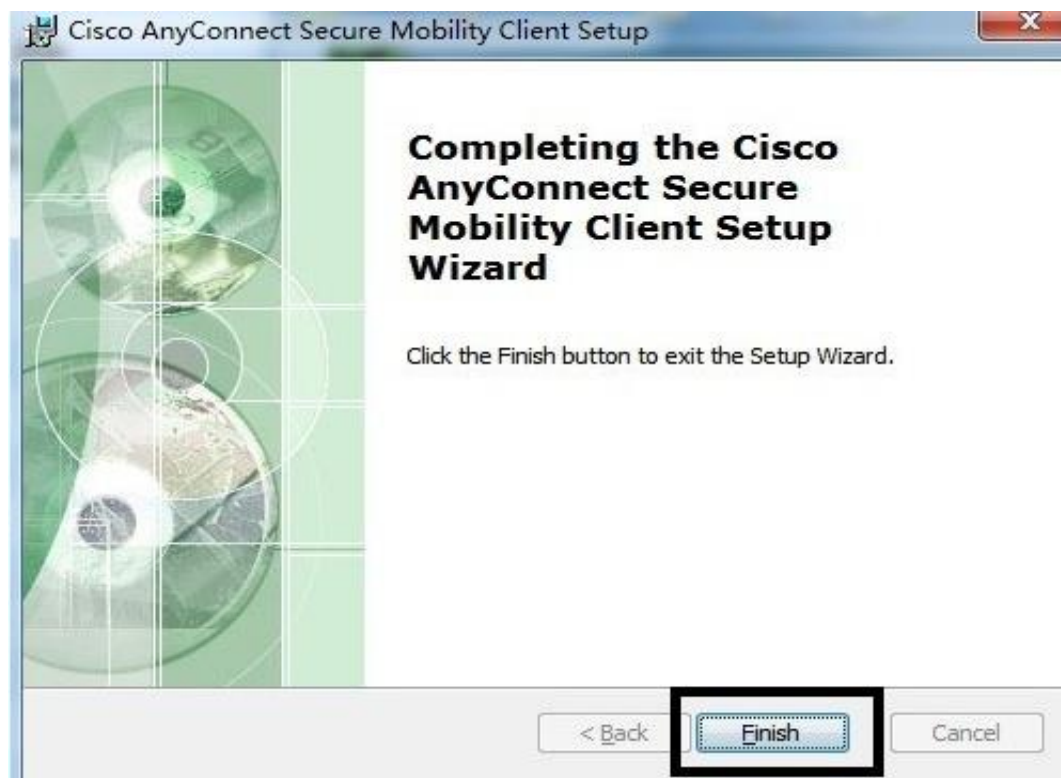 Cisco AnyConnect Secure Mobility Client Setup
Completing the Cisco
AnyConnect Secure
Mobility Client Setup
Wizard
Click the Finish button to exit the Setup Wizard.
< Back
Finish
Cancel